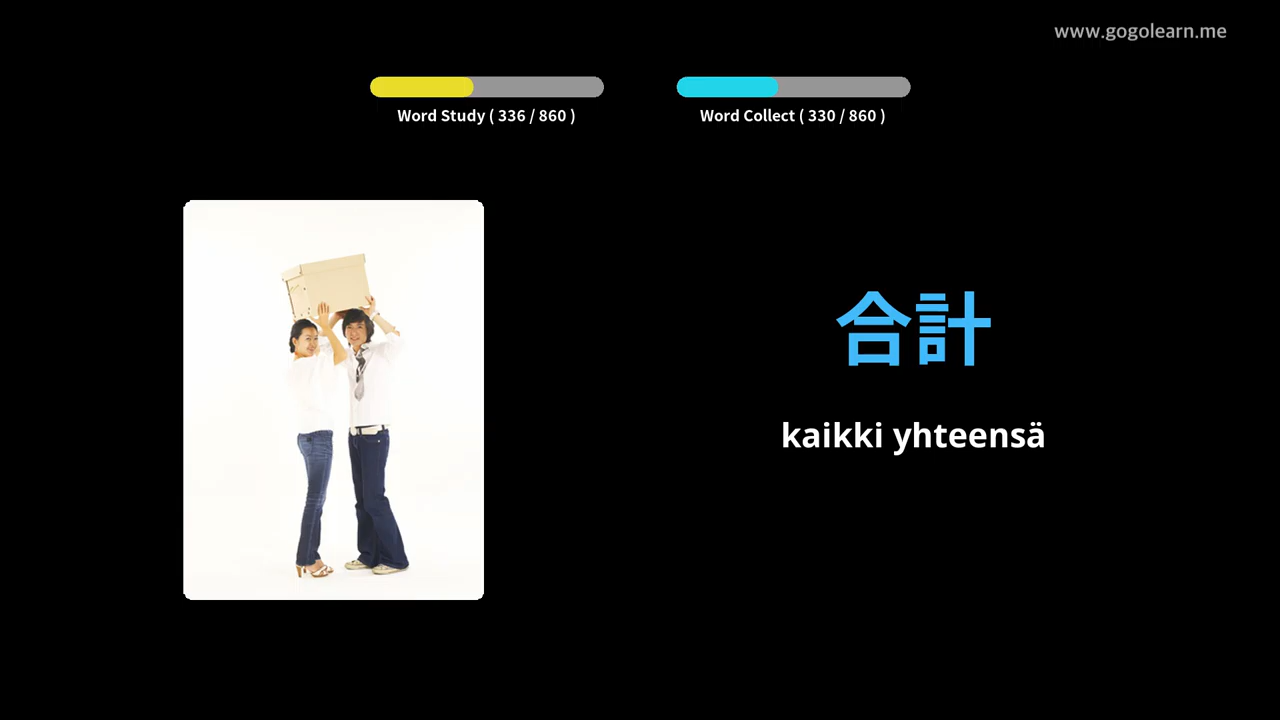 www.gogolearn.me
Word Study ( 336 / 860 )
Word Collect ( 330 / 860 )
合計
kaikki yhteensä